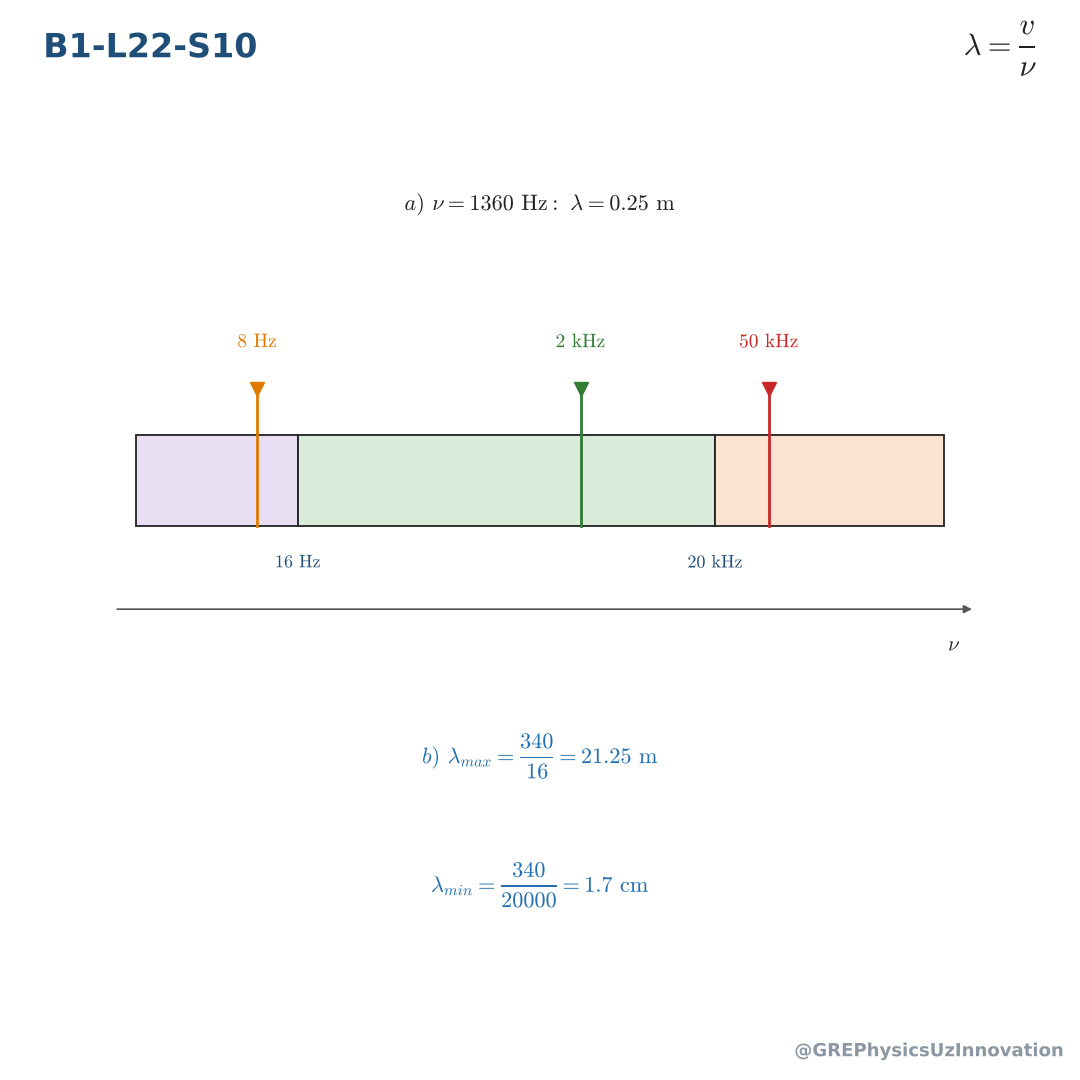 B1-L22-S10
λ = v/ν
a) ν = 1360 Hz : λ = 0.25 m
8 Hz 2 kHz 50 kHz
16 Hz 20 kHz
ν
b) λ_max = 340/16 = 21.25 m
λ_min = 340/20000 = 1.7 cm
@GREPhysicsUzInnovation